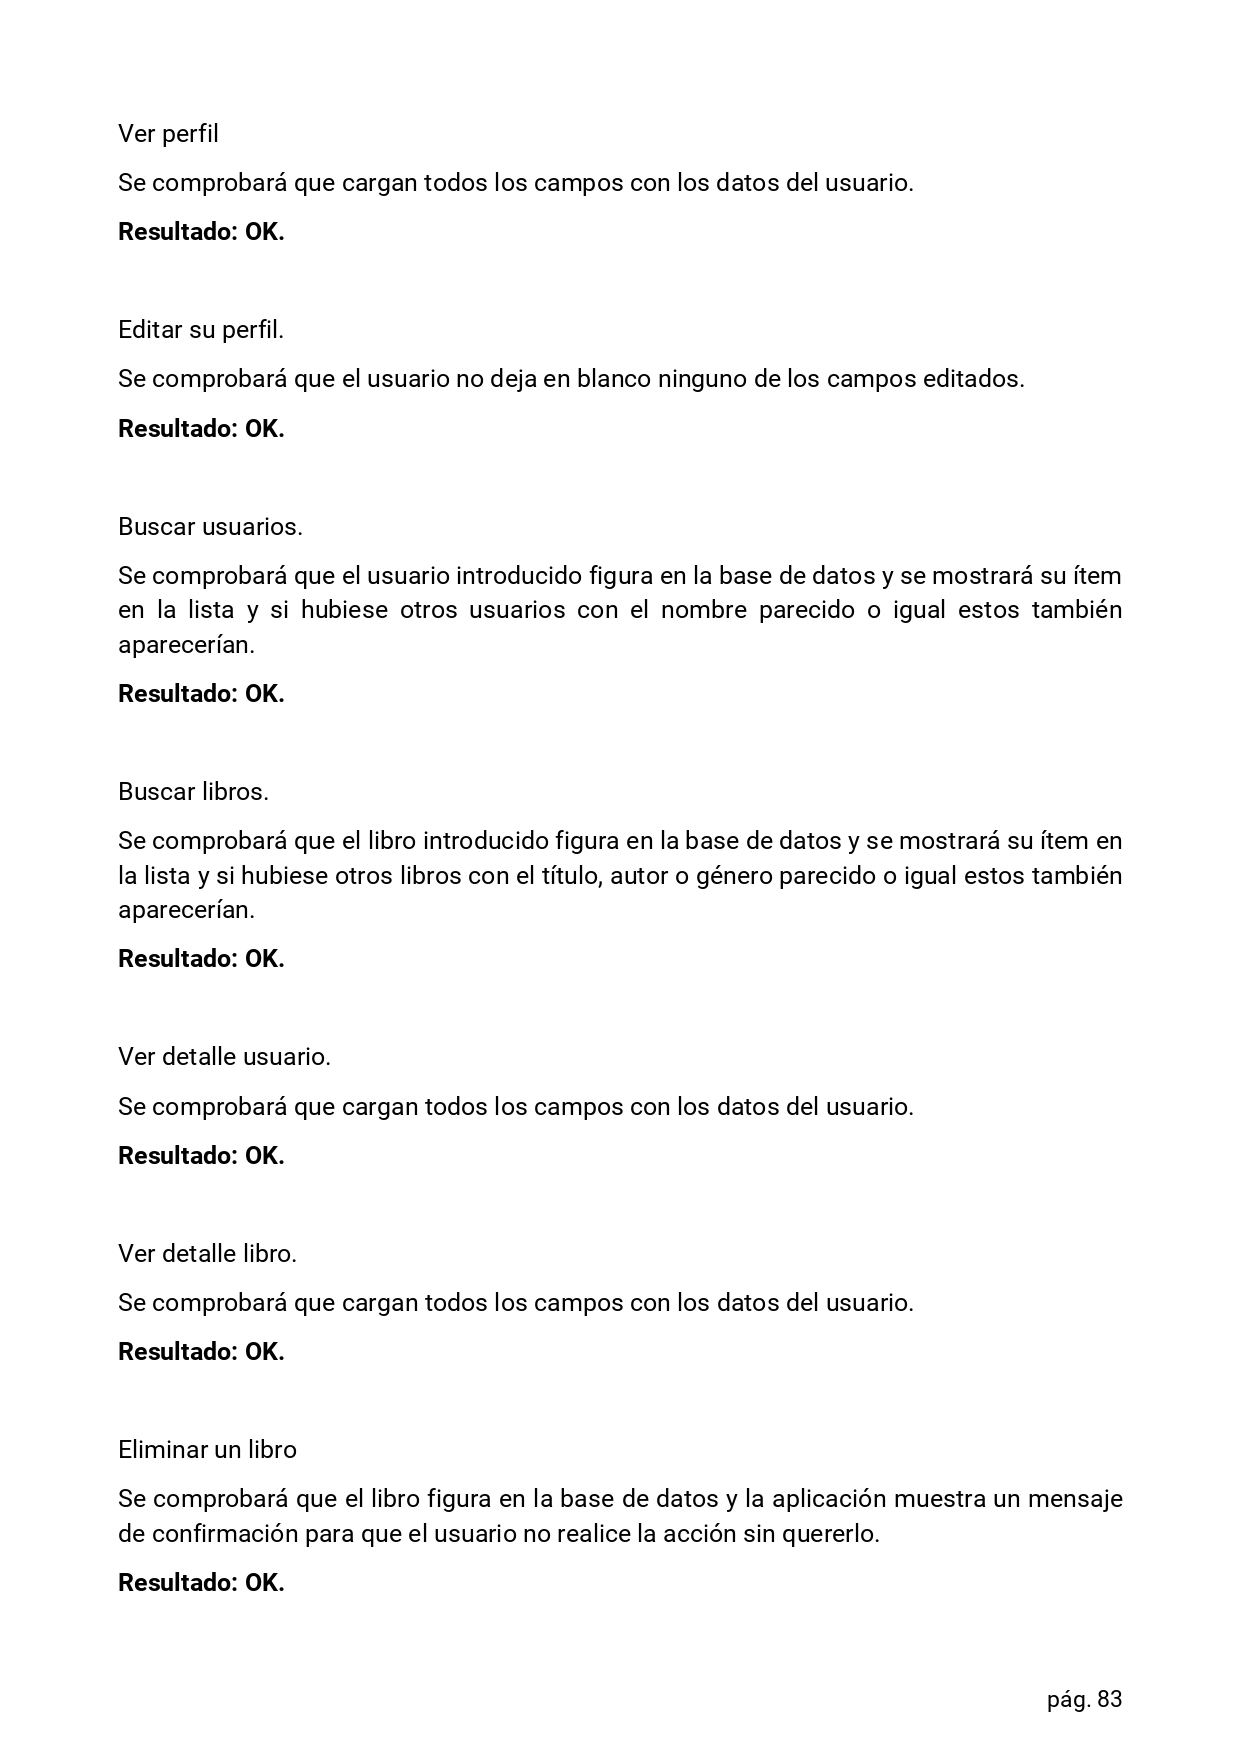 Ver perfil
Se comprobará que cargan todos los campos con los datos del usuario.
Resultado: OK.
Editar su perfil.
Se comprobará que el usuario no deja en blanco ninguno de los campos editados.
Resultado: OK.
Buscar usuarios.
Se comprobará que el usuario introducido figura en la base de datos y se mostrará su ítem
en la lista y si hubiese otros usuarios con el nombre parecido o igual estos también
aparecerían.
Resultado: OK.
Buscar libros.
Se comprobará que el libro introducido figura en la base de datos y se mostrará su ítem en
la lista y si hubiese otros libros con el título, autor o género parecido o igual estos también
aparecerían.
Resultado: OK.
Ver detalle usuario.
Se comprobará que cargan todos los campos con los datos del usuario.
Resultado: OK.
Ver detalle libro.
Se comprobará que cargan todos los campos con los datos del usuario.
Resultado: OK.
Eliminar un libro
Se comprobará que el libro figura en la base de datos y la aplicación muestra un mensaje
de confirmación para que el usuario no realice la acción sin quererlo.
Resultado: OK.
pág. 83